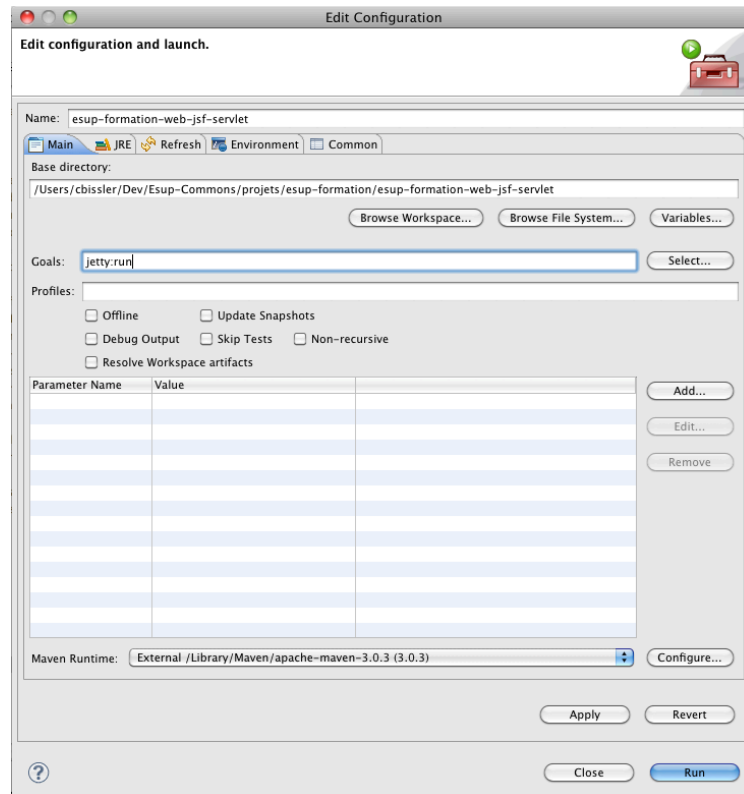 Edit Configuration
Edit configuration and launch.
Name: esup-formation-web-jsf-servlet
Main JRE Refresh Environment Common
Base directory:
/Users/cbissler/Dev/Esup-Commons/projets/esup-formation/esup-formation-web-jsf-servlet
Browse Workspace... Browse File System... Variables...
Goals: jetty:run Select...
Profiles:
Offline Update Snapshots
Debug Output Skip Tests Non-recursive
Resolve Workspace artifacts
Parameter Name Value
Add...
Edit...
Remove
Maven Runtime: External /Library/Maven/apache-maven-3.0.3 (3.0.3) Configure...
Apply Revert
? Close Run